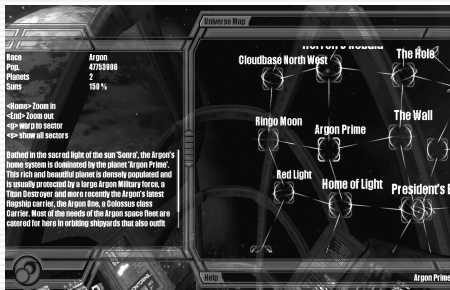 Universe Map
Race Argon
Pop. 47753906
Planets 2
Suns 150 %
<Home> Zoom in
<End> Zoom out
<g> warp to sector
<s> show all sectors
Bathed in the sacred light of the sun 'Sonra', the Argon's
home system is dominated by the planet 'Argon Prime'.
This rich and beautiful planet is densely populated and
is usually protected by a large Argon Military force, a
Titan Destroyer and more recently the Argon's latest
flagship carrier, the Argon One, a Colossus class
Carrier. Most of the needs of the Argon space fleet are
catered for here in orbiting shipyards that also outfit
Cloudbase North West
The Hole
Ringo Moon
Argon Prime
The Wall
Red Light
Home of Light
President's E
Help
Argon Prime